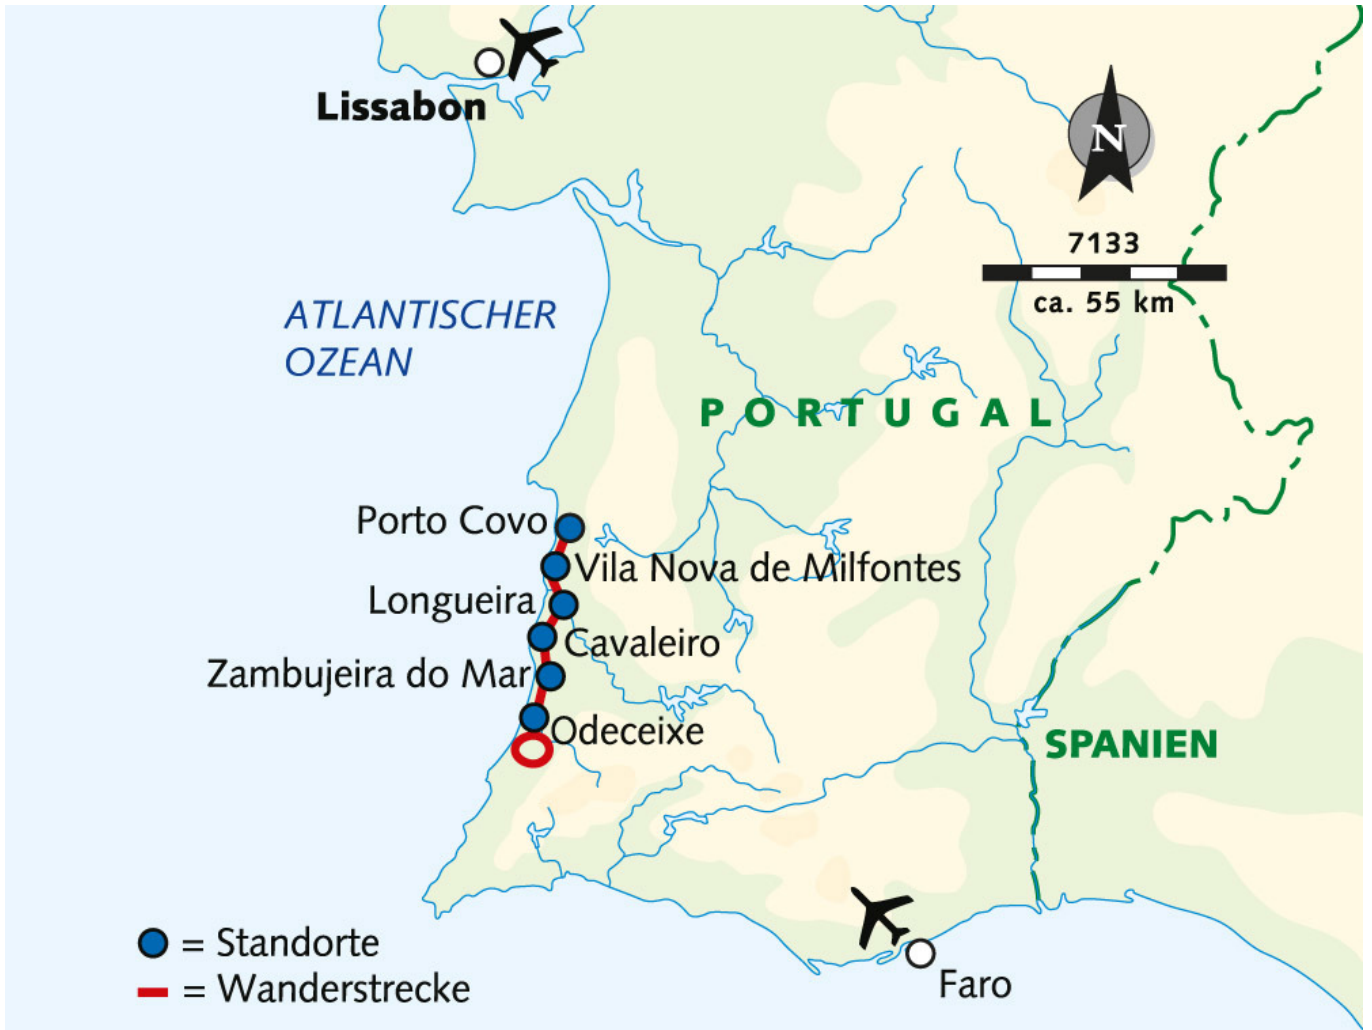 Lissabon
N
7133
ca. 55 km
ATLANTISCHER
OZEAN
PORTUGAL
Porto Covo
Vila Nova de Milfontes
Longueira
Cavaleiro
Zambujeira do Mar
Odeceixe
SPANIEN
= Standorte
= Wanderstrecke
Faro